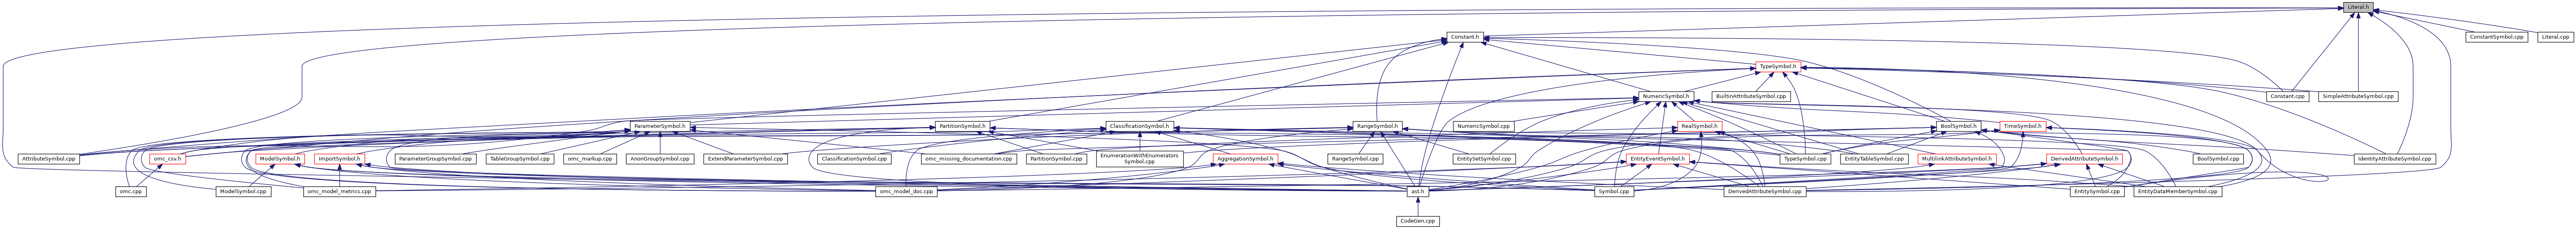 Literal.h
Constant.h
ConstantSymbol.cpp
Literal.cpp
TypeSymbol.h
NumericSymbol.h
BuiltinAttributeSymbol.cpp
Constant.cpp
SimpleAttributeSymbol.cpp
ParameterSymbol.h
PartitionSymbol.h
ClassificationSymbol.h
RangeSymbol.h
NumericSymbol.cpp
RealSymbol.h
BoolSymbol.h
TimeSymbol.h
AttributeSymbol.cpp
omc_csv.h
ModelSymbol.h
ImportSymbol.h
ParameterGroupSymbol.cpp
TableGroupSymbol.cpp
omc_markup.cpp
AnonGroupSymbol.cpp
ExtendParameterSymbol.cpp
ClassificationSymbol.cpp
omc_missing_documentation.cpp
PartitionSymbol.cpp
EnumerationWithEnumerators
Symbol.cpp
AggregationSymbol.h
RangeSymbol.cpp
EntitySetSymbol.cpp
EntityEventSymbol.h
TypeSymbol.cpp
EntityTableSymbol.cpp
MultilinkAttributeSymbol.h
DerivedAttributeSymbol.h
BoolSymbol.cpp
IdentityAttributeSymbol.cpp
omc.cpp
ModelSymbol.cpp
omc_model_metrics.cpp
omc_model_doc.cpp
ast.h
Symbol.cpp
DerivedAttributeSymbol.cpp
EntitySymbol.cpp
EntityDataMemberSymbol.cpp
CodeGen.cpp